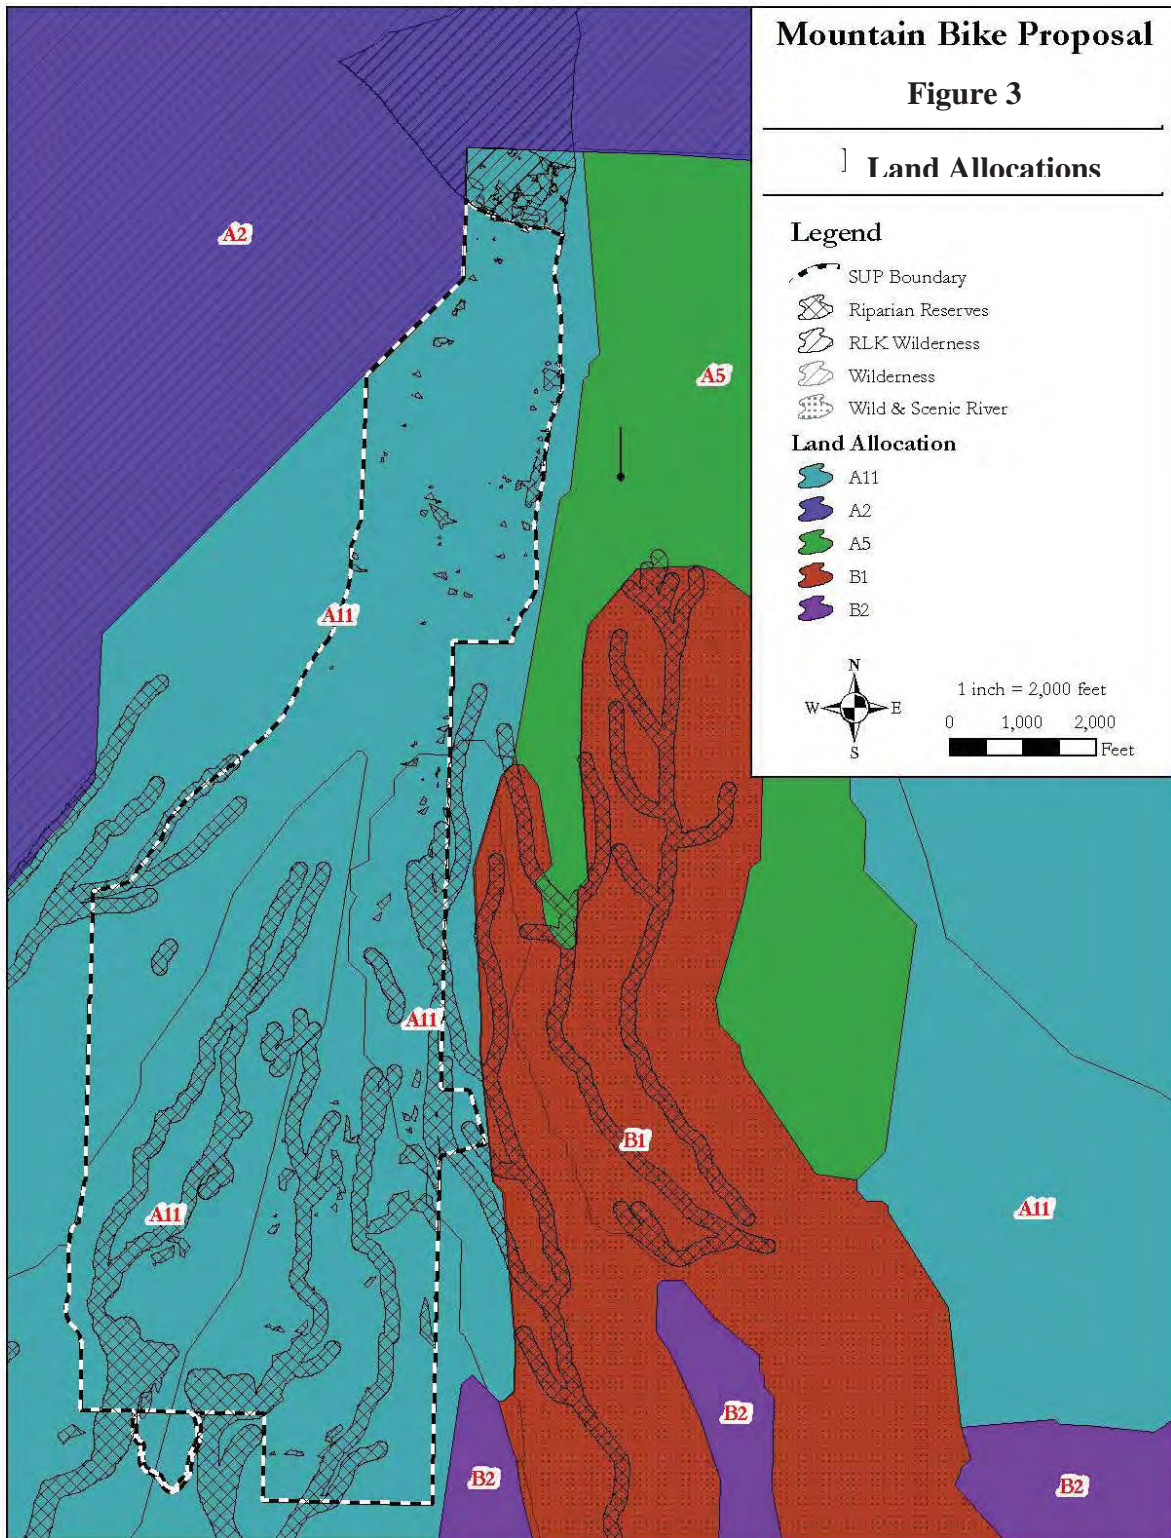 Mountain Bike Proposal
Figure 3
Land Allocations
Legend
SUP Boundary
Riparian Reserves
RLK Wilderness
Wilderness
Wild & Scenic River
Land Allocation
A11
A2
A5
B1
B2
N
W E
S
1 inch = 2,000 feet
0 1,000 2,000
Feet
A2
A5
A11
A11
B1
A11
A11
B2
B2
B2